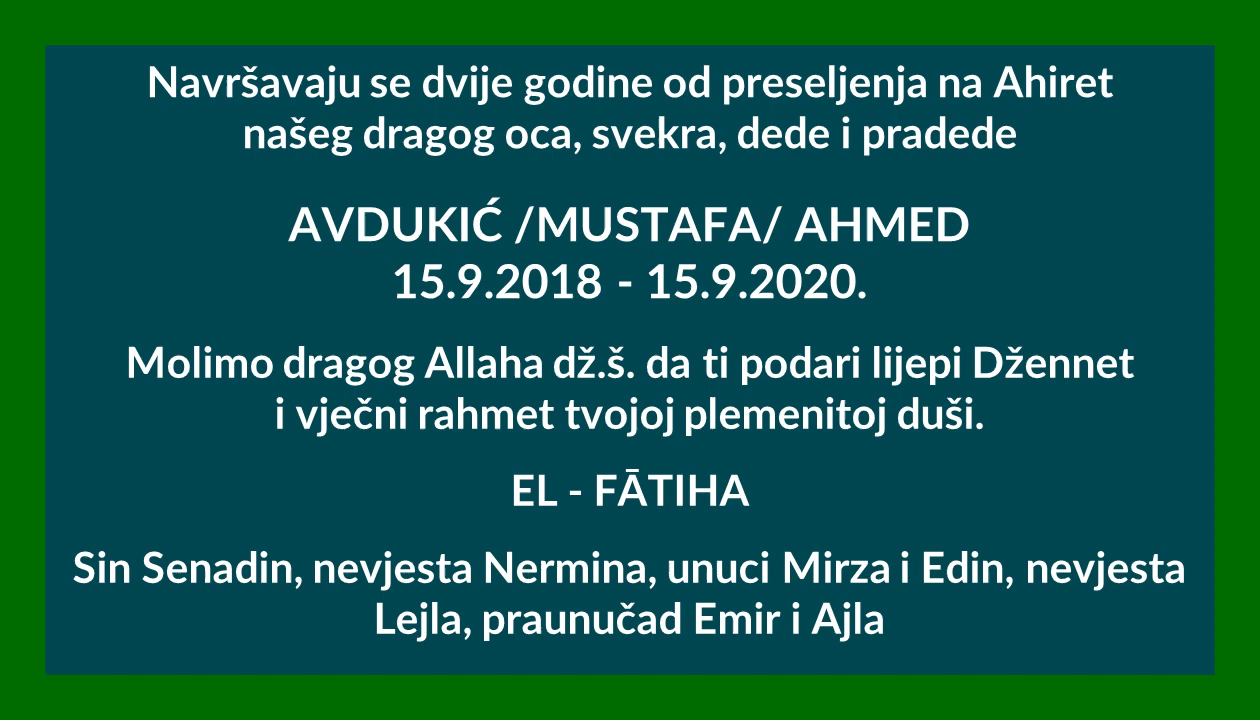 Navršavaju se dvije godine od preseljenja na Ahiret
našeg dragog oca, svekra, dede i pradede
AVDUKIĆ /MUSTAFA/ AHMED
15.9.2018 - 15.9.2020.
Molimo dragog Allaha dž.š. da ti podari lijepi Džennet
i vječni rahmet tvojoj plemenitoj duši.
EL - FĀTIHA
Sin Senadin, nevjesta Nermina, unuci Mirza i Edin, nevjesta
Lejla, praunučad Emir i Ajla